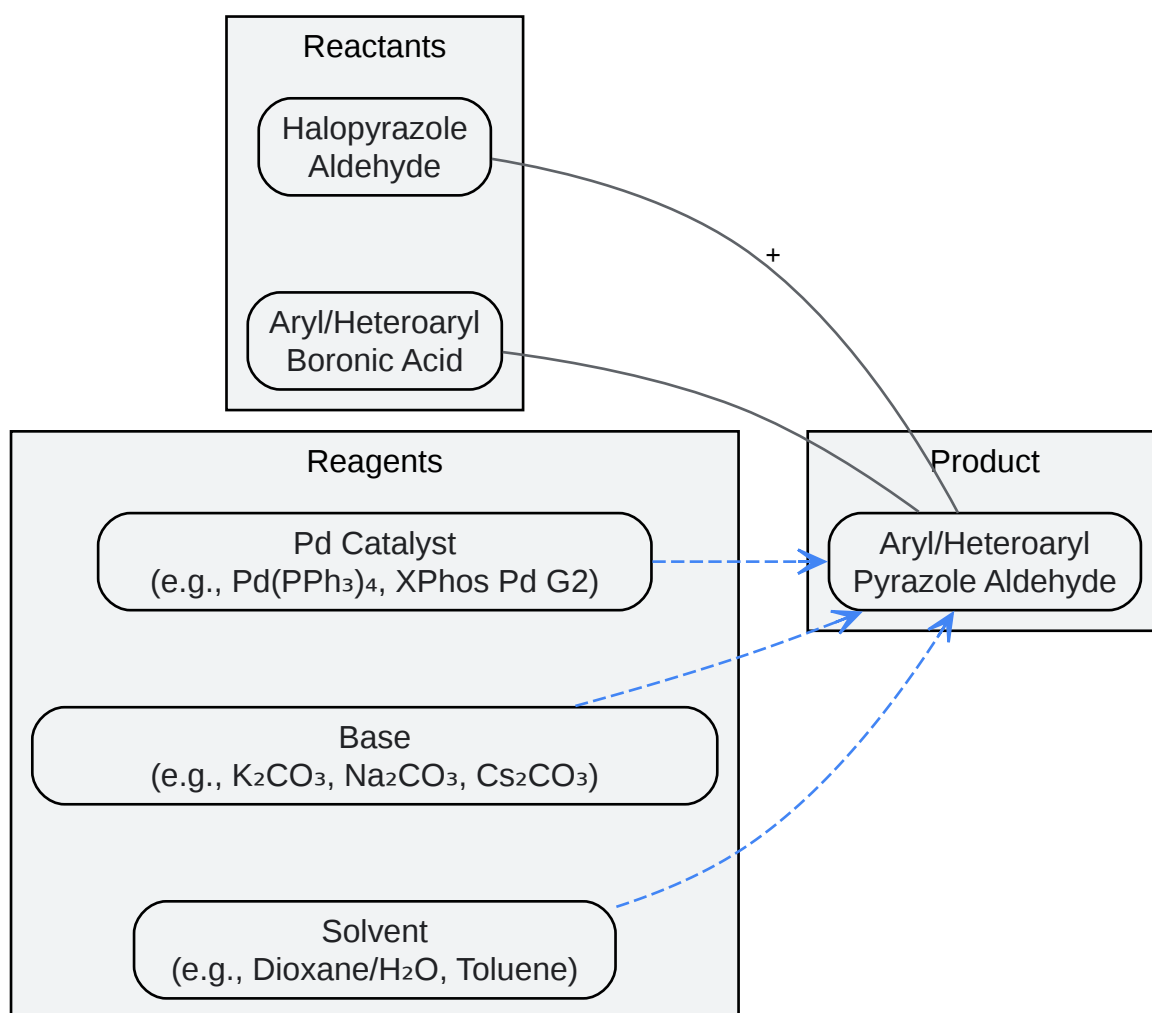 Reactants
Halopyrazole
Aldehyde
+
Aryl/Heteroaryl
Boronic Acid
Reagents
Product
Pd Catalyst
(e.g., Pd(PPh₃)₄, XPhos Pd G2)
Aryl/Heteroaryl
Pyrazole Aldehyde
Base
(e.g., K₂CO₃, Na₂CO₃, Cs₂CO₃)
Solvent
(e.g., Dioxane/H₂O, Toluene)